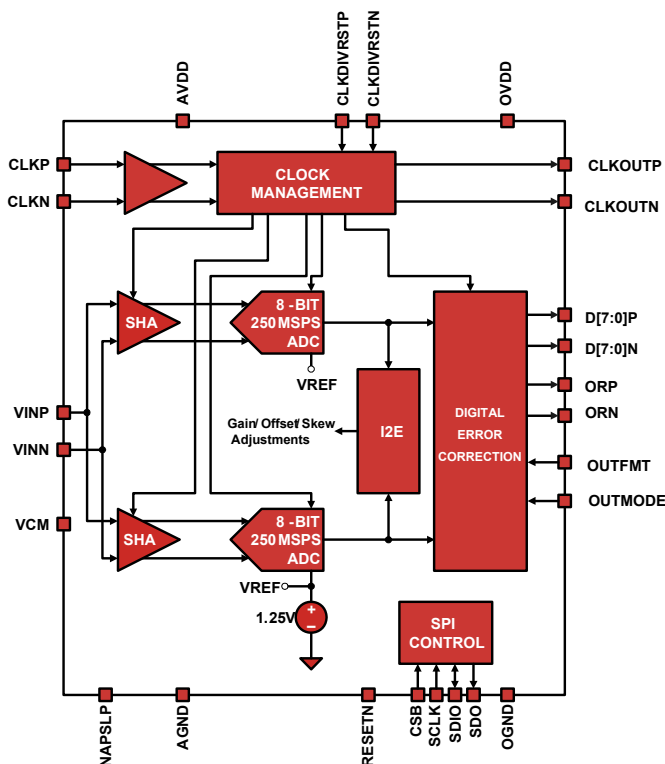 AVDD
CLKDIVRSTP
CLKDIVRSTN
OVDD
CLKP
CLKN
CLOCK
MANAGEMENT
CLKOUTP
CLKOUTN
SHA
8 -BIT
250 MSPS
ADC
VREF
D[7:0]P
D[7:0]N
ORP
ORN
OUTFMT
OUTMODE
VINP
VINN
VCM
Gain/ Offset/ Skew
Adjustments
I2E
DIGITAL
ERROR
CORRECTION
SHA
8 -BIT
250 MSPS
ADC
VREF
1.25V
+
–
SPI
CONTROL
NAPSLP
AGND
RESETN
CSB
SCLK
SDIO
SDO
OGND